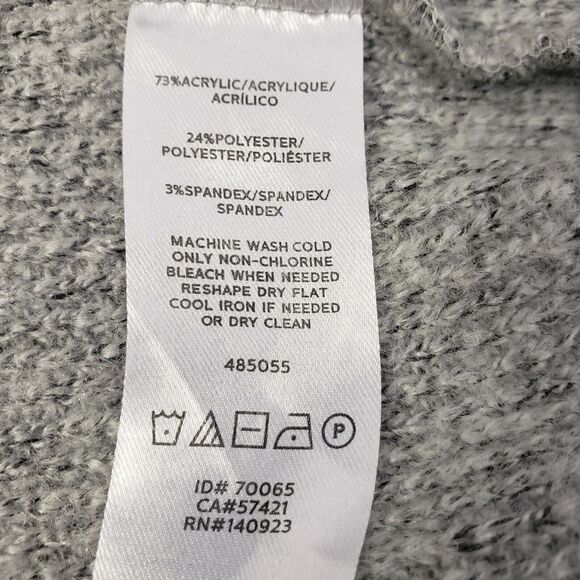 73%ACRYLIC/ACRYLIQUE/
ACRÍLICO
24%POLYESTER/
POLYESTER/POLIÉSTER
3%SPANDEX/SPANDEX/
SPANDEX
MACHINE WASH COLD
ONLY NON-CHLORINE
BLEACH WHEN NEEDED
RESHAPE DRY FLAT
COOL IRON IF NEEDED
OR DRY CLEAN
485055
P
ID# 70065
CA#57421
RN#140923